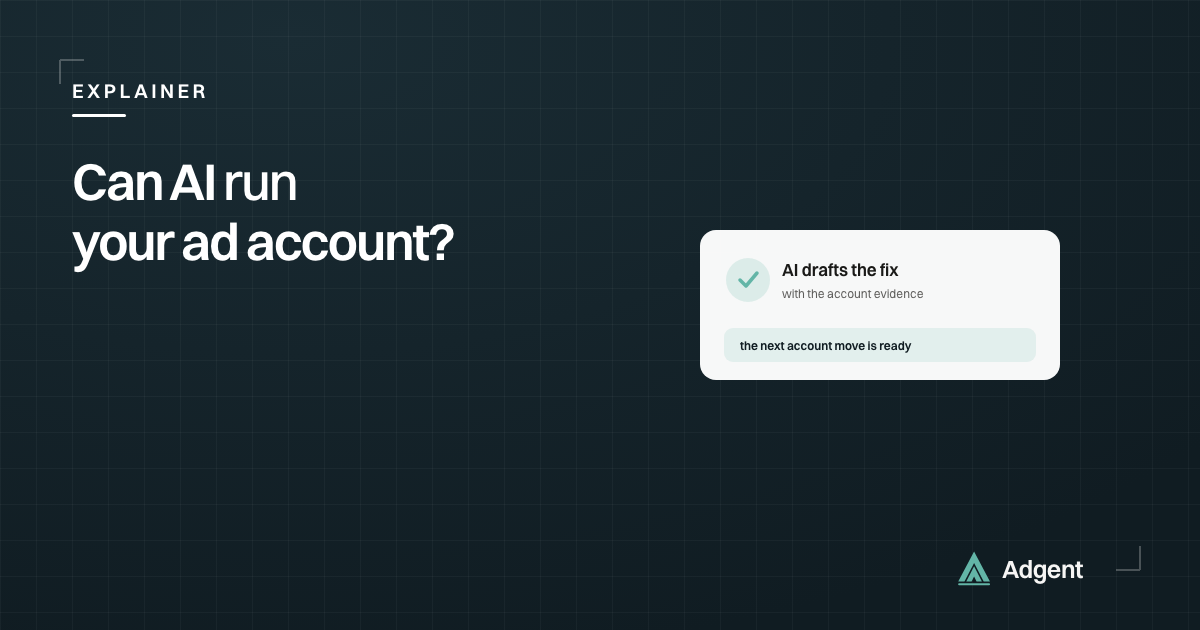 EXPLAINER
Can AI run
your ad account?
AI drafts the fix
with the account evidence
the next account move is ready
Adgent